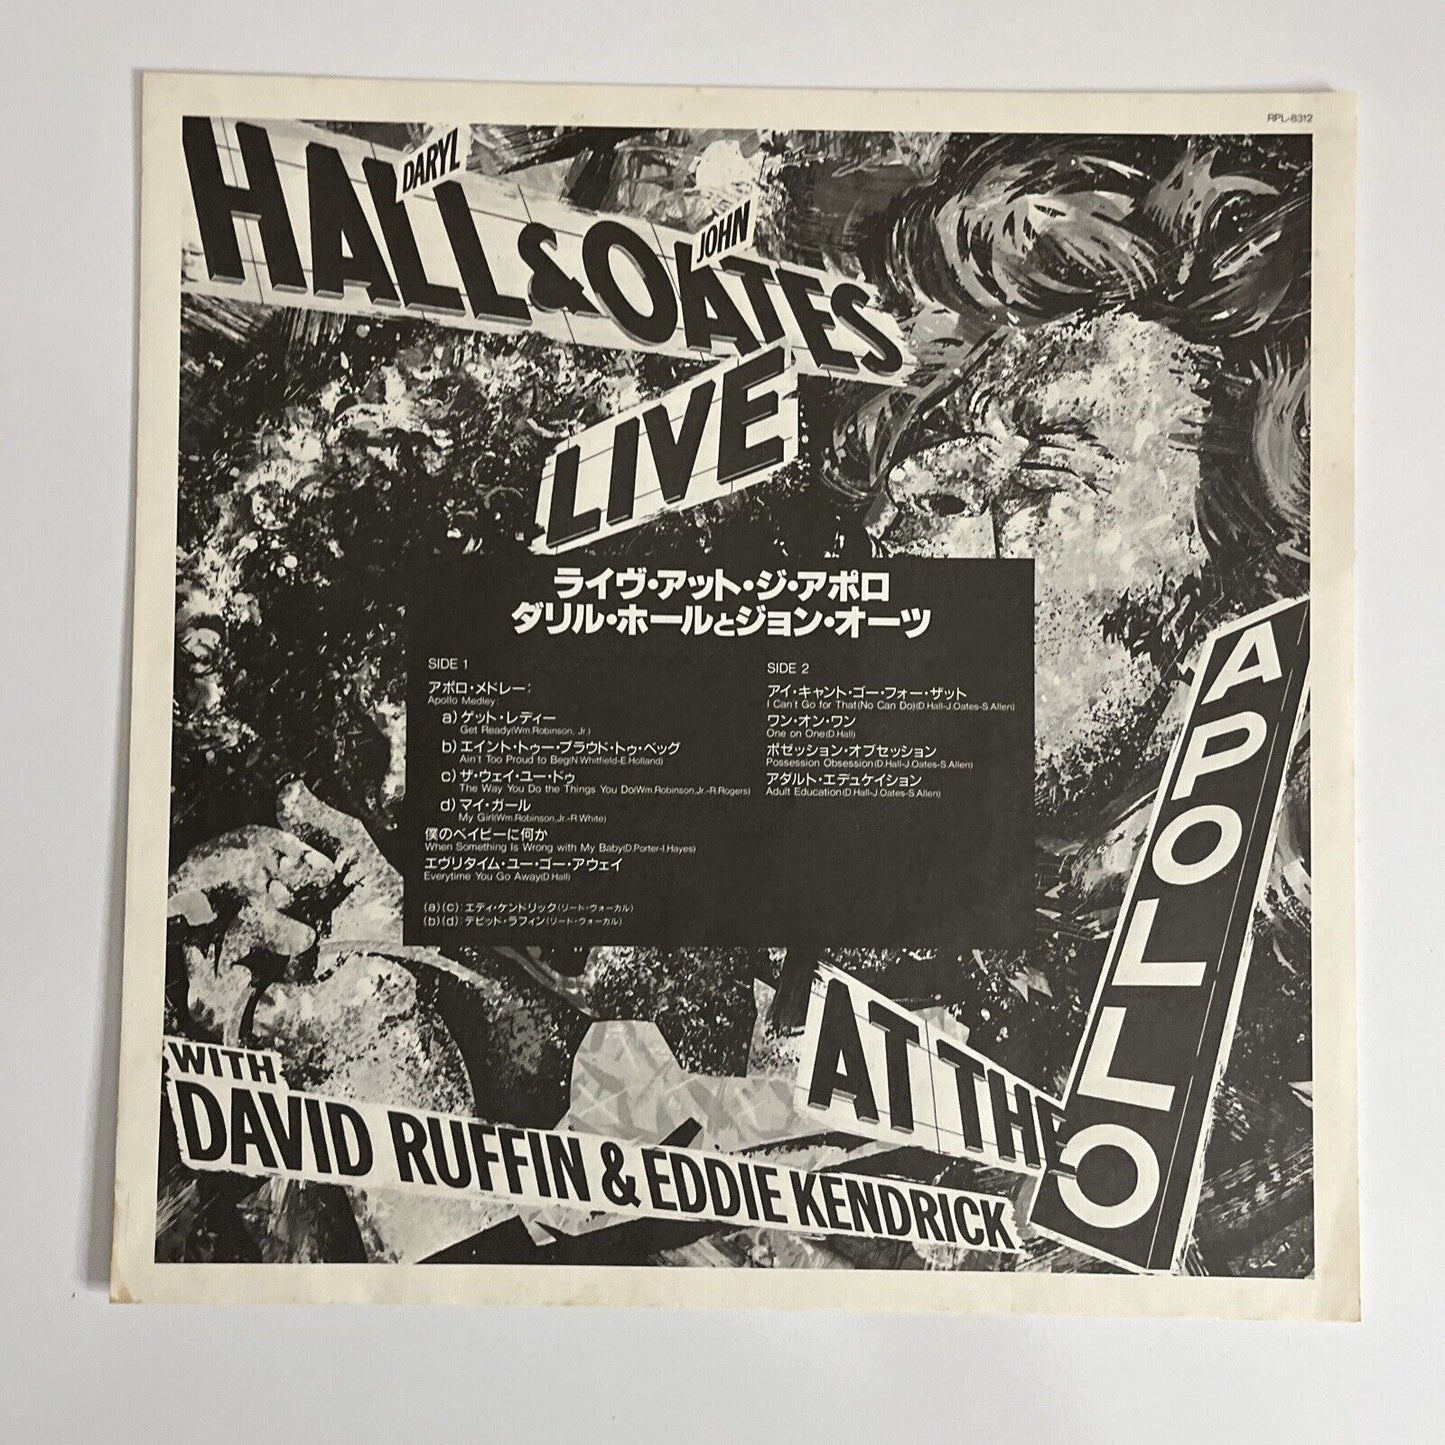 RPL-8312
DARYL
HALL & OATES
JOHN
LIVE
ライヴ・アット・ジ・アポロ
ダリル・ホールとジョン・オーツ
SIDE 1
アポロ・メドレー:
Apollo Medley:
a) ゲット・レディー
Get Ready(Wm.Robinson, Jr.)
b) エイント・トゥー・プラウド・トゥ・ベッグ
Ain't Too Proud to Beg(N.Whitfield-E.Holland)
c) ザ・ウェイ・ユー・ドゥ
The Way You Do the Things You Do(Wm.Robinson,Jr.-R.Rogers)
d) マイ・ガール
My Girl(Wm.Robinson,Jr.-R.White)
僕のベイビーに何か
When Something Is Wrong with My Baby(D.Porter-I.Hayes)
エヴリタイム・ユー・ゴー・アウェイ
Everytime You Go Away(D.Hall)
(a)(c): エディ・ケンドリック(リード・ヴォーカル)
(b)(d): デビッド・ラフィン(リード・ヴォーカル)
SIDE 2
アイ・キャント・ゴー・フォー・ザット
I Can't Go for That(No Can Do)(D.Hall-J.Oates-S.Allen)
ワン・オン・ワン
One on One(D.Hall)
ポゼッション・オブセッション
Possession Obsession(D.Hall-J.Oates-S.Allen)
アダルト・エデュケイション
Adult Education(D.Hall-J.Oates-S.Allen)
AT THE
APOLLO
WITH
DAVID RUFFIN & EDDIE KENDRICK